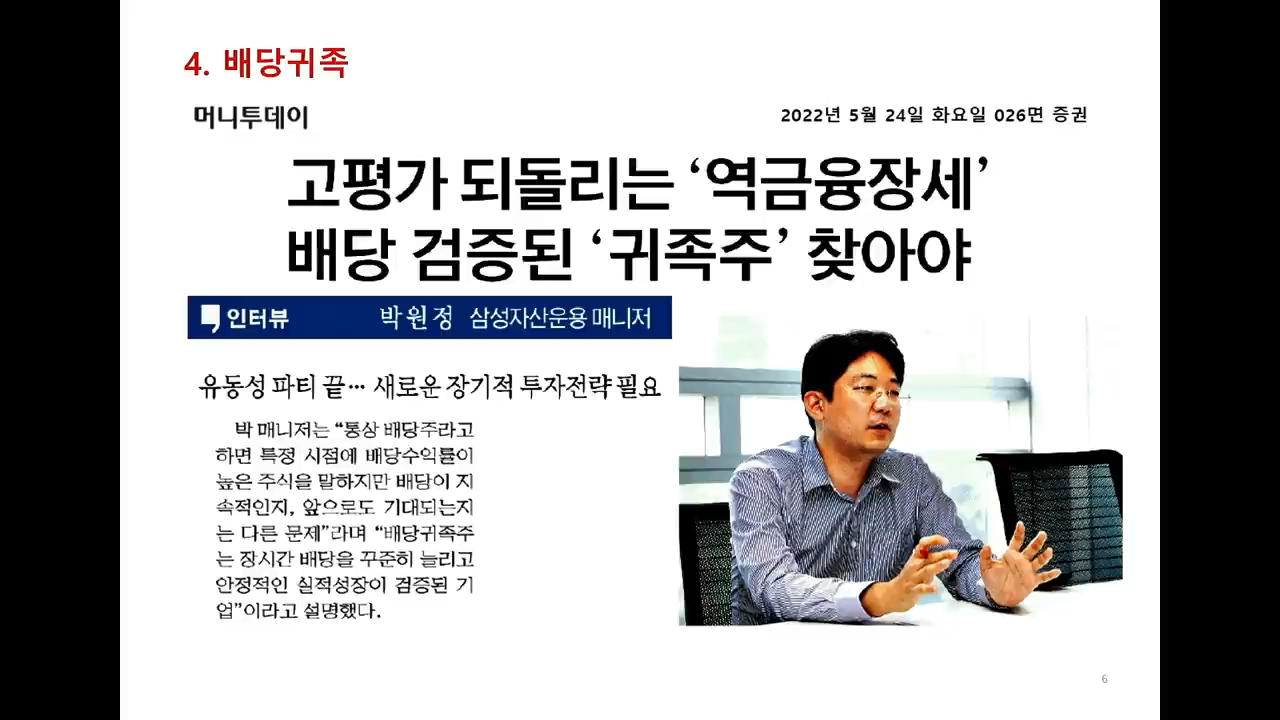 4. 배당귀족
머니투데이
2022년 5월 24일 화요일 026면 증권
고평가 되돌리는 ‘역금융장세’
배당 검증된 ‘귀족주’ 찾아야
인터뷰 박원정 삼성자산운용 매니저
유동성 파티 끝… 새로운 장기적 투자전략 필요
박 매니저는 “통상 배당주라고
하면 특정 시점에 배당수익률이
높은 주식을 말하지만 배당이 지
속적인지, 앞으로도 기대되는지
는 다른 문제”라며 “배당귀족주
는 장시간 배당을 꾸준히 늘리고
안정적인 실적성장이 검증된 기
업”이라고 설명했다.
6